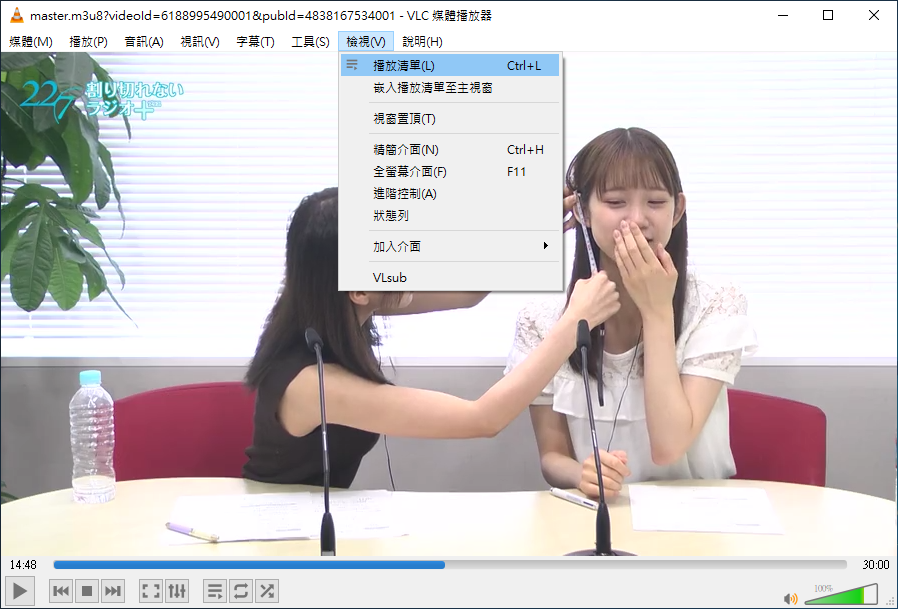 master.m3u8?videoId=6188995490001&pubId=4838167534001 - VLC 媒體播放器
媒體(M) 播放(P) 音訊(A) 視訊(V) 字幕(T) 工具(S) 檢視(V) 說明(H)
播放清單(L) Ctrl+L
嵌入播放清單至主視窗
視窗置頂(T)
精簡介面(N) Ctrl+H
全螢幕介面(F) F11
進階控制(A)
狀態列
加入介面
VLsub
22/7 割り切れない
ラジオ+
14:48 30:00
100%